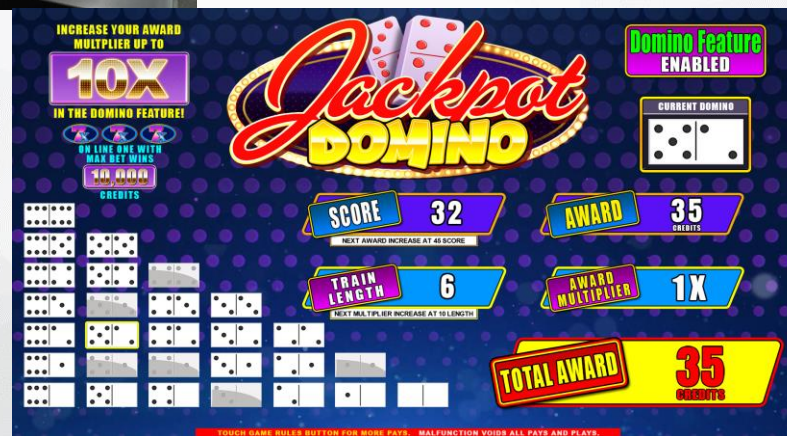 INCREASE YOUR AWARD
MULTPLIER UP TO
10X
IN THE DOMINO FEATURE!
7 7 7
ON LINE ONE WITH
MAX BET WINS
10,000
CREDITS
Jackpot
DOMINO
Domino Feature
ENABLED
CURRENT DOMINO
SCORE 32
NEXT AWARD INCREASE AT 45 SCORE
AWARD 35
CREDITS
TRAIN
LENGTH 6
NEXT MULTIPLIER INCREASE AT 10 LENGTH
AWARD
MULTIPLIER 1X
TOTAL AWARD 35
CREDITS
TOUCH GAME RULES BUTTON FOR MORE PAYS. MALFUNCTION VOIDS ALL PAYS AND PLAYS.